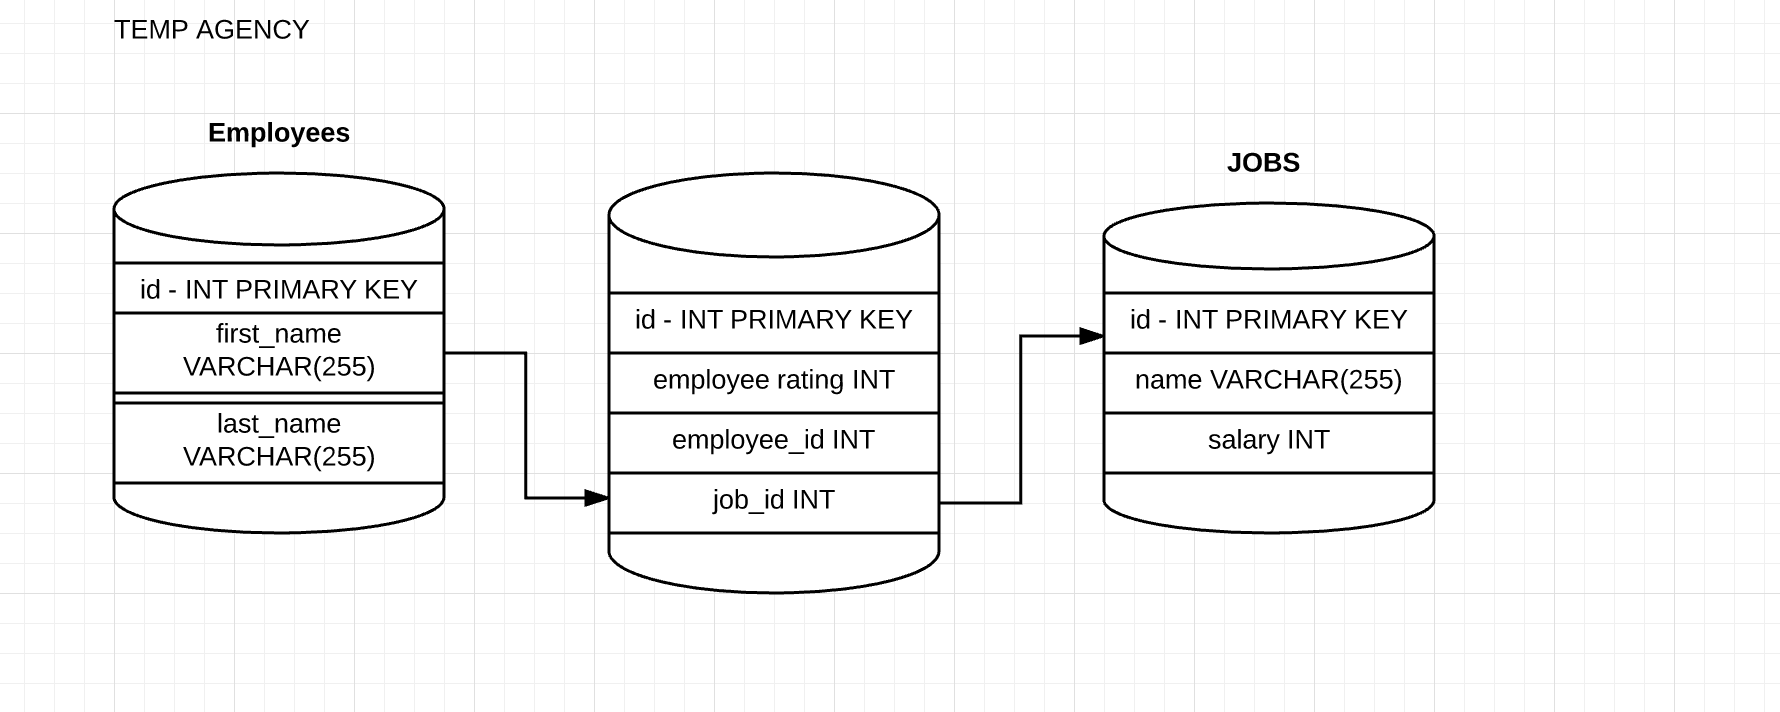 TEMP AGENCY
Employees
id - INT PRIMARY KEY
first_name
VARCHAR(255)
last_name
VARCHAR(255)
id - INT PRIMARY KEY
employee rating INT
employee_id INT
job_id INT
JOBS
id - INT PRIMARY KEY
name VARCHAR(255)
salary INT